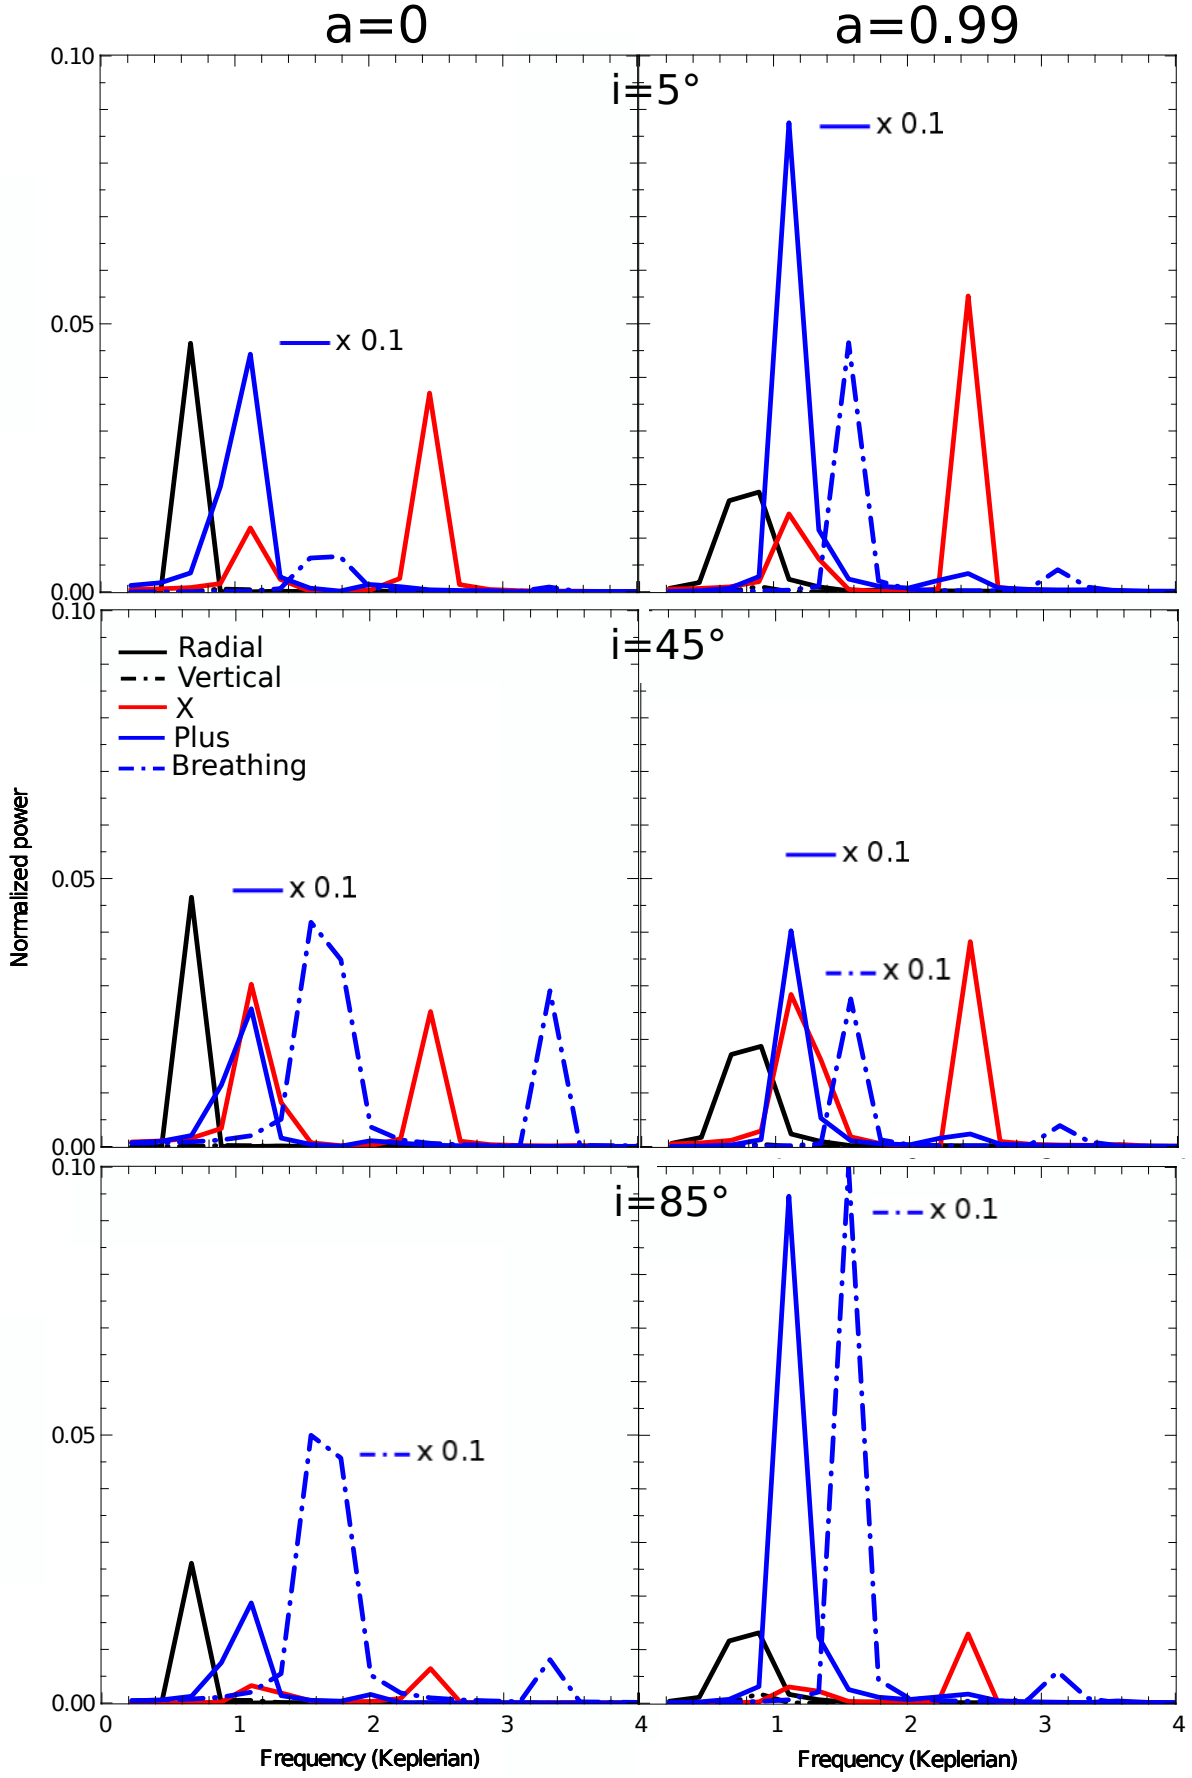 a=0 a=0.99
0.10
i=5°
x 0.1
x 0.1
0.05
0.00
0.10
i=45°
Radial
Vertical
X
Plus
Breathing
x 0.1
x 0.1
0.05
x 0.1
0.00
0.10
i=85°
x 0.1
0.05
x 0.1
0.00
0 1 2 3 4 1 2 3 4
Frequency (Keplerian) Frequency (Keplerian)
Normalized power